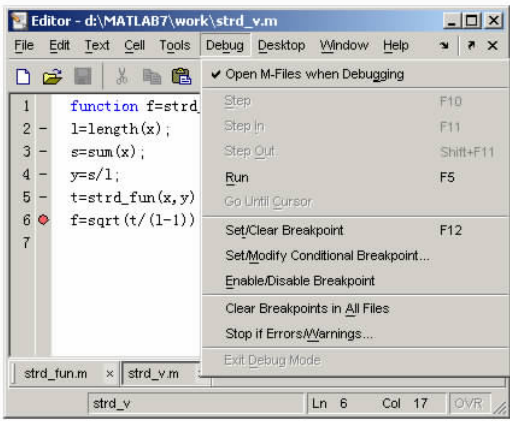 Editor - d:\MATLAB7\work\strd_v.m
File Edit Text Cell Tools Debug Desktop Window Help
Open M-Files when Debugging
Step F10
Step In F11
Step Out Shift+F11
Run F5
Go Until Cursor
Set/Clear Breakpoint F12
Set/Modify Conditional Breakpoint...
Enable/Disable Breakpoint
Clear Breakpoints in All Files
Stop if Errors/Warnings...
Exit Debug Mode
1 function f=strd_
2 - l=length(x);
3 - s=sum(x);
4 - y=s/l;
5 - t=strd_fun(x,y)
6 f=sqrt(t/(l-1))
7
strd_fun.m × strd_v.m
strd_v Ln 6 Col 17 OVR